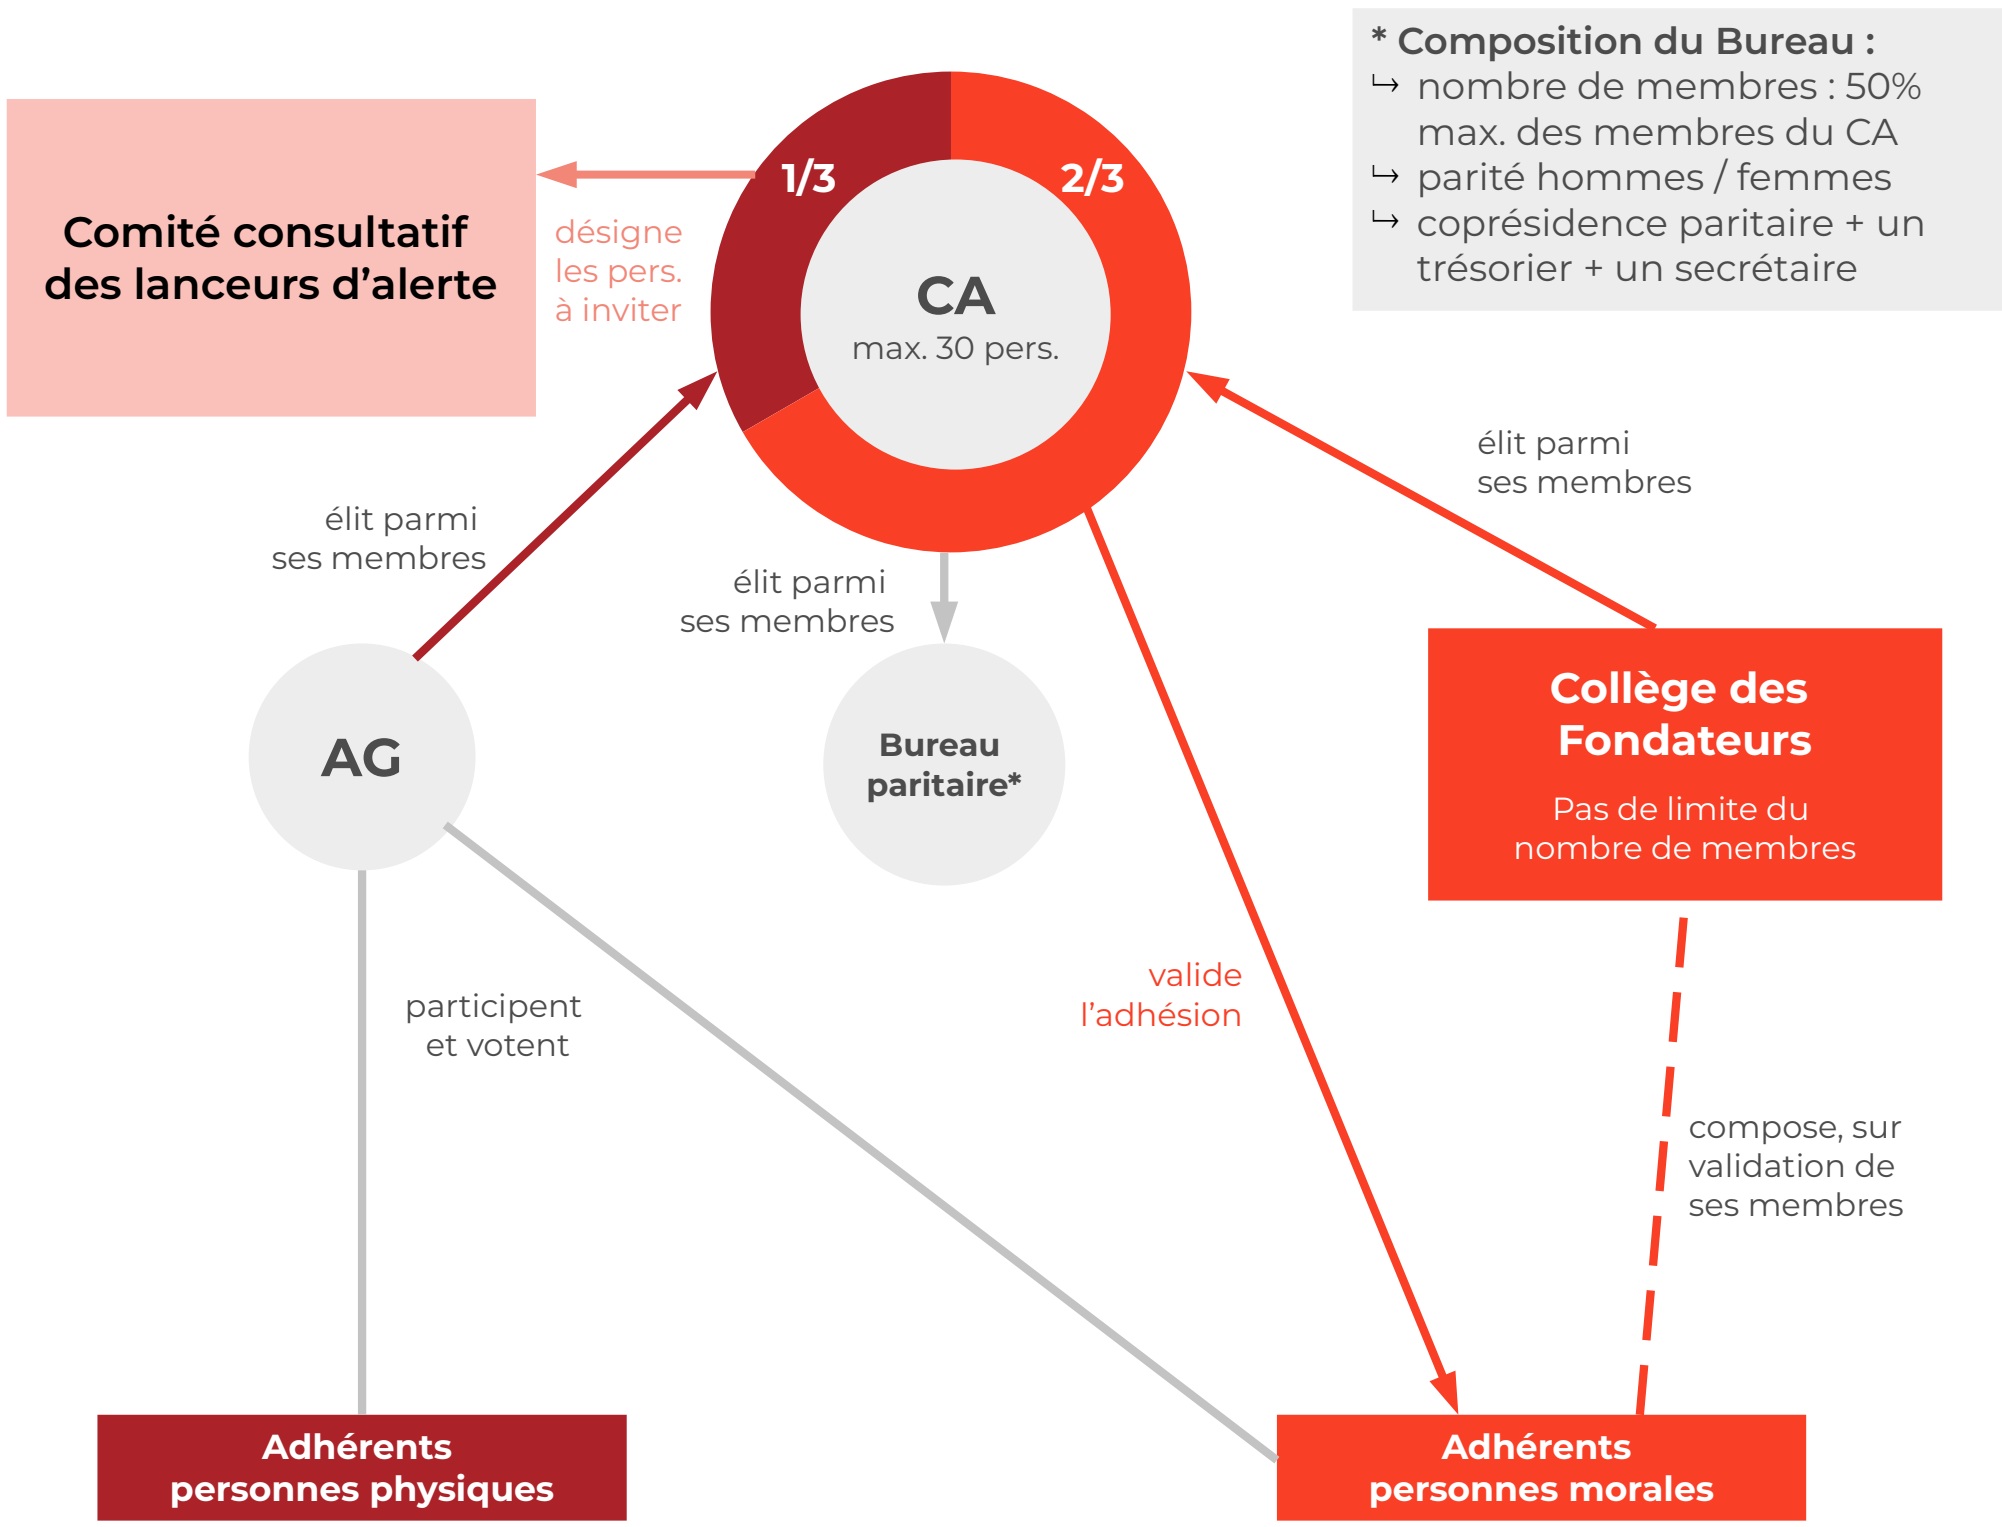 * Composition du Bureau :
↳ nombre de membres : 50%
max. des membres du CA
↳ parité hommes / femmes
↳ coprésidence paritaire + un
trésorier + un secrétaire
1/3
2/3
Comité consultatif
des lanceurs d’alerte
désigne
les pers.
à inviter
CA
max. 30 pers.
élit parmi
ses membres
élit parmi
ses membres
élit parmi
ses membres
AG
Bureau
paritaire*
Collège des
Fondateurs
Pas de limite du
nombre de membres
participent
et votent
valide
l’adhésion
compose, sur
validation de
ses membres
Adhérents
personnes physiques
Adhérents
personnes morales